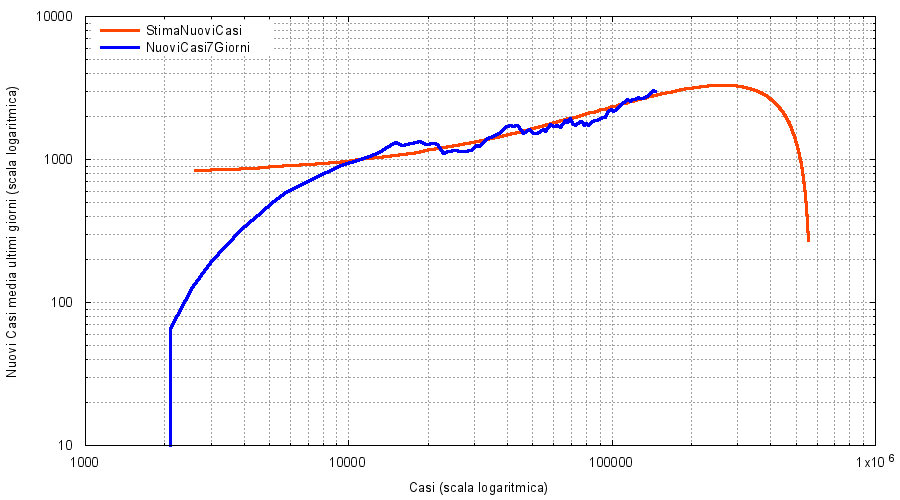 10000
StimaNuoviCasi
NuoviCasi7Giorni
1000
100
10
Nuovi Casi media ultimi giorni (scala logaritmica)
1000
10000
100000
1x10 6
Casi (scala logaritmica)